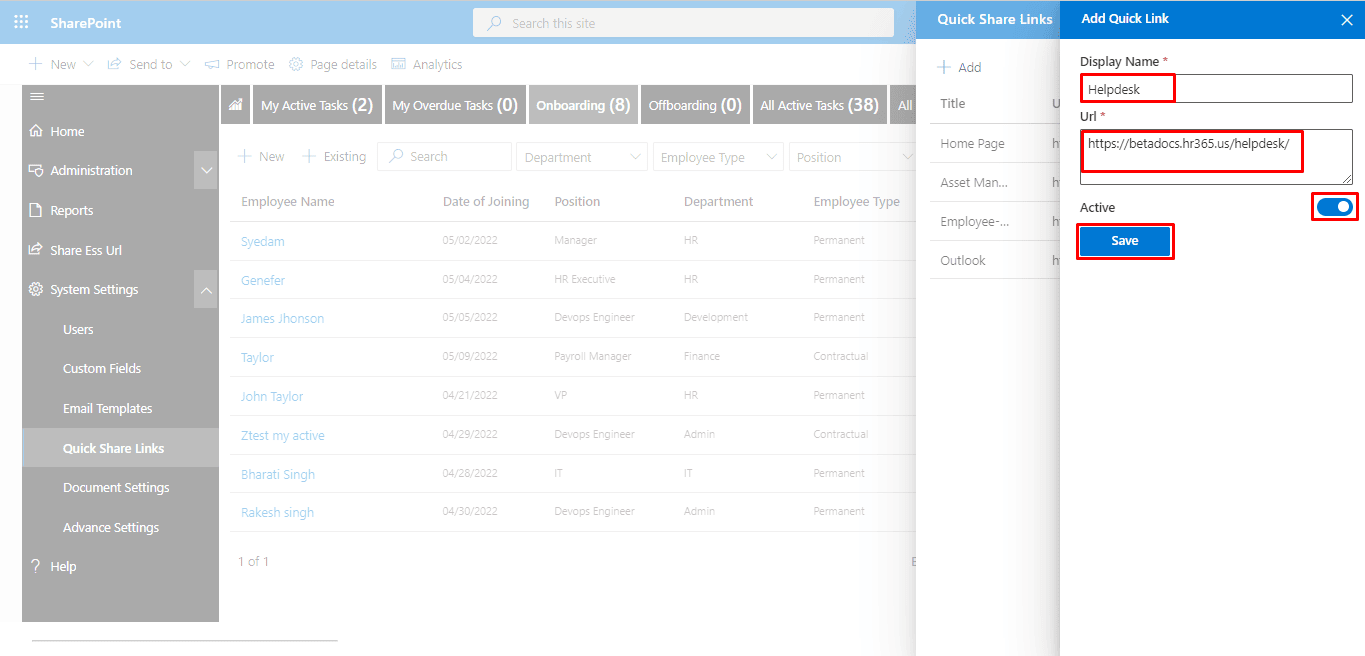 SharePoint
Search this site
Quick Share Links
Add Quick Link
New
Send to
Promote
Page details
Analytics
Home
Administration
Reports
Share Ess Url
System Settings
Users
Custom Fields
Email Templates
Quick Share Links
Document Settings
Advance Settings
Help
My Active Tasks (2) My Overdue Tasks (0) Onboarding (8) Offboarding (0) All Active Tasks (38) All
New Existing Search Department Employee Type Position
Employee Name Date of Joining Position Department Employee Type
Syedam 05/02/2022 Manager HR Permanent
Genefer 05/04/2022 HR Executive HR Permanent
James Jhonson 05/05/2022 Devops Engineer Development Permanent
Taylor 05/09/2022 Payroll Manager Finance Contractual
John Taylor 04/21/2022 VP HR Permanent
Ztest my active 04/29/2022 Devops Engineer Admin Contractual
Bharati Singh 04/28/2022 IT IT Permanent
Rakesh singh 04/30/2022 Devops Engineer Admin Permanent
1 of 1
Add
Title
Home Page
Asset Man...
Employee-...
Outlook
Display Name *
Helpdesk
Url *
https://betadocs.hr365.us/helpdesk/
Active
Save